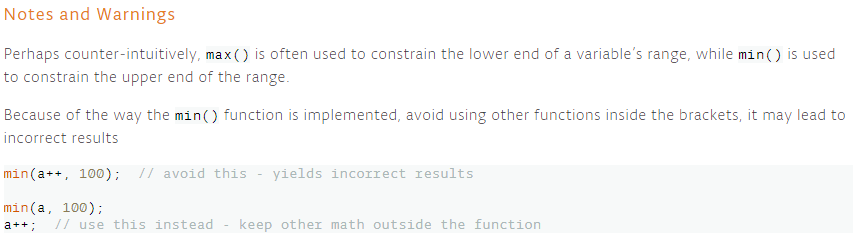 Notes and Warnings
Perhaps counter-intuitively, max() is often used to constrain the lower end of a variable's range, while min() is used
to constrain the upper end of the range.
Because of the way the min() function is implemented, avoid using other functions inside the brackets, it may lead to
incorrect results
min(a++, 100);  // avoid this - yields incorrect results
min(a, 100);
a++;  // use this instead - keep other math outside the function